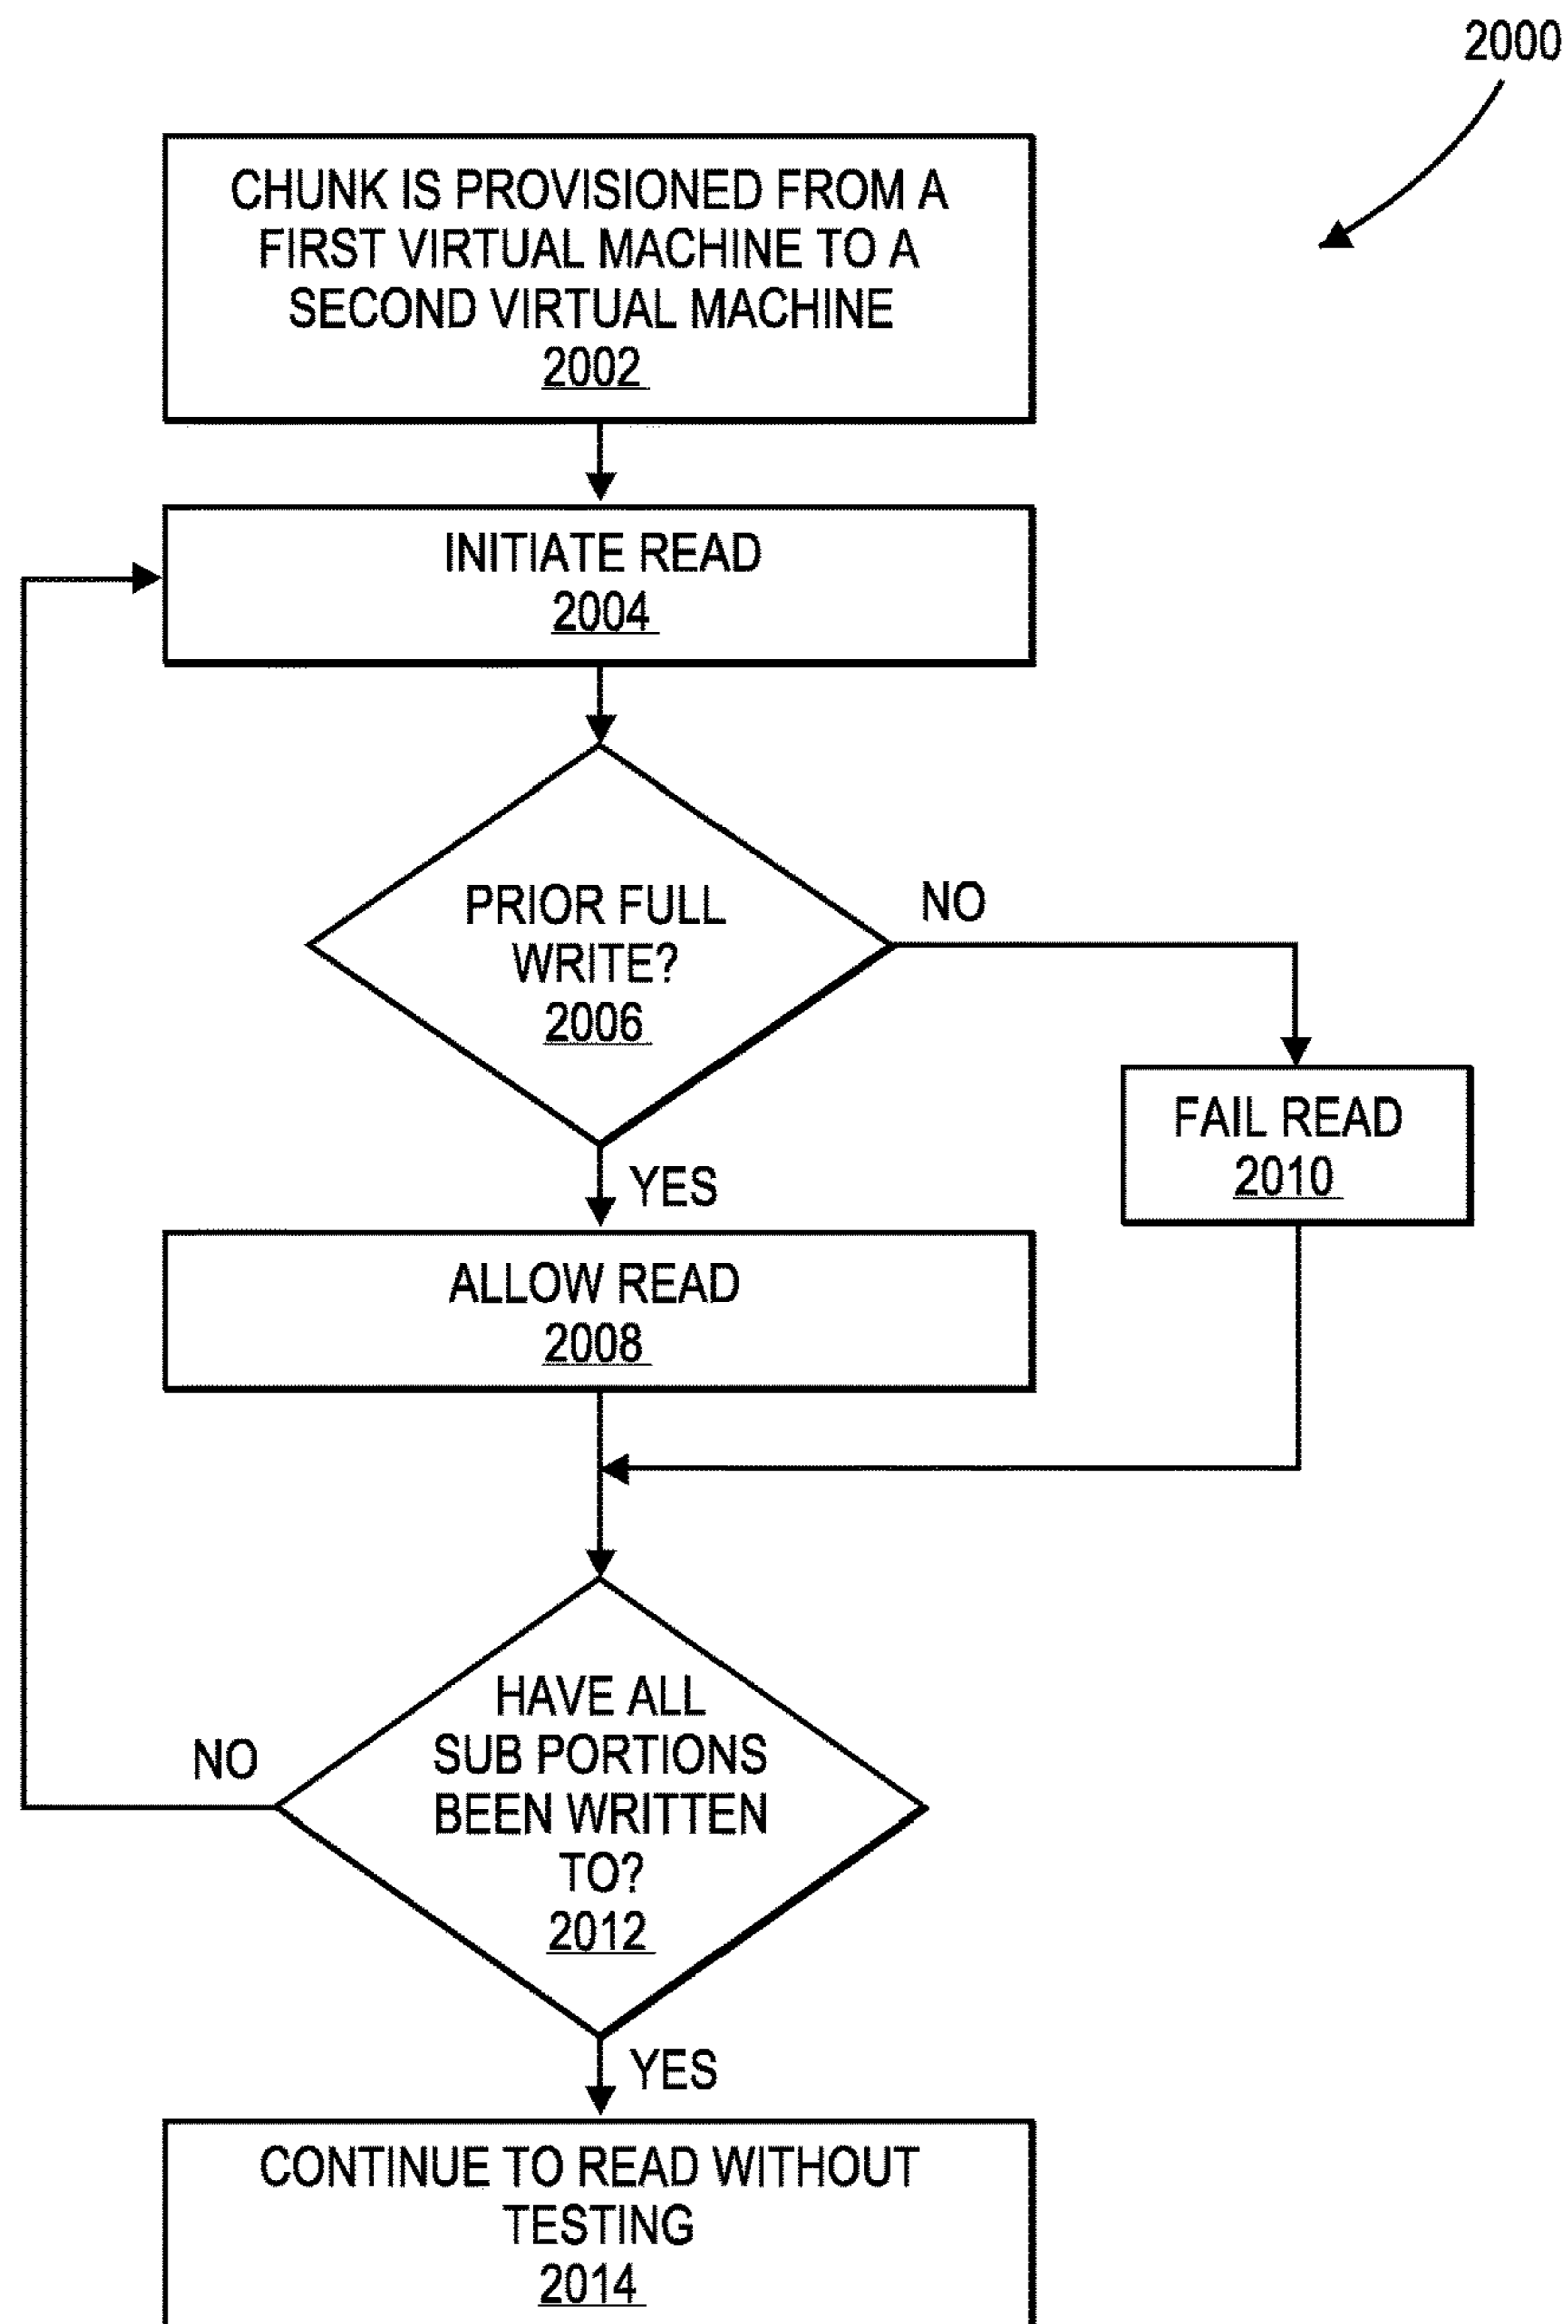 2000
CHUNK IS PROVISIONED FROM A
FIRST VIRTUAL MACHINE TO A
SECOND VIRTUAL MACHINE
2002
INITIATE READ
2004
PRIOR FULL
WRITE?
2006
NO
YES
FAIL READ
2010
ALLOW READ
2008
HAVE ALL
SUB PORTIONS
BEEN WRITTEN
TO?
2012
NO
YES
CONTINUE TO READ WITHOUT
TESTING
2014